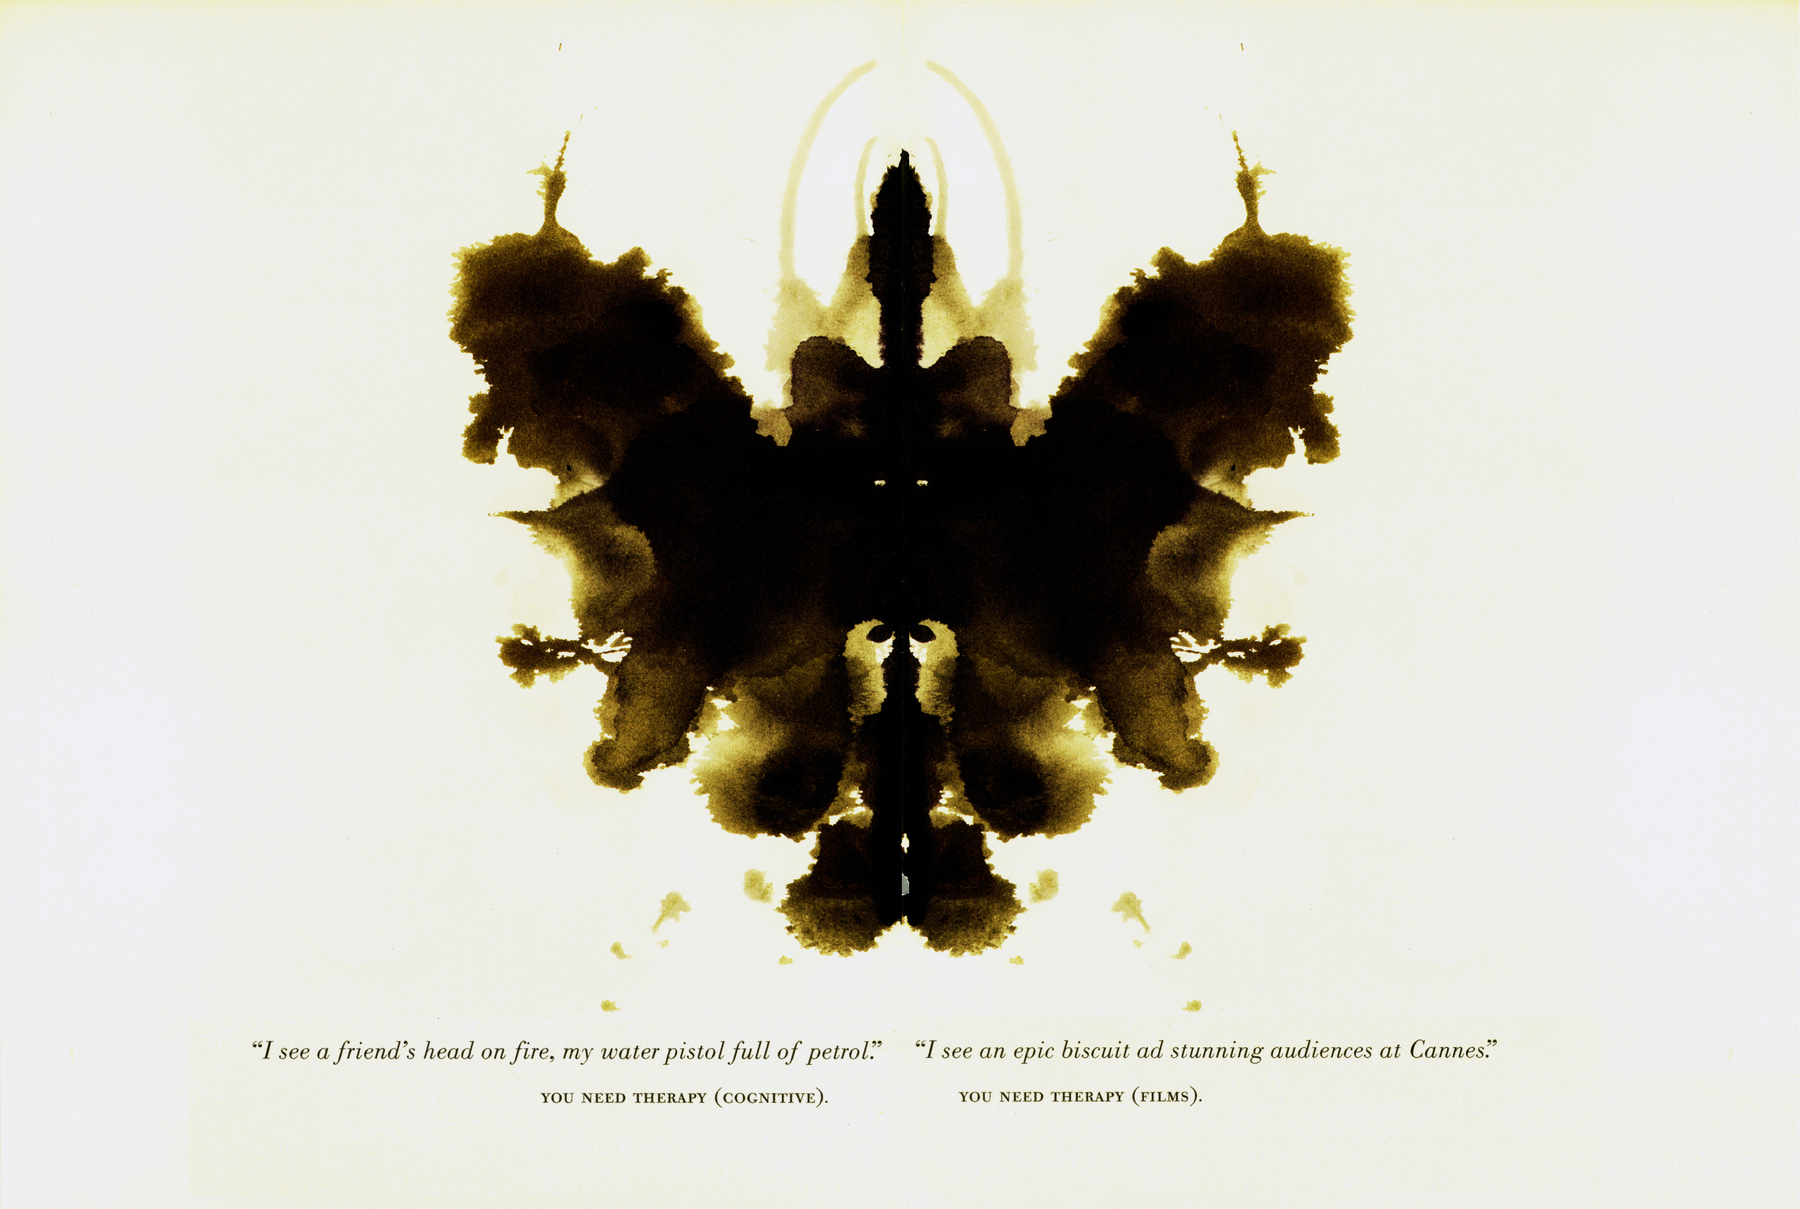 “I see a friend’s head on fire, my water pistol full of petrol.”
YOU NEED THERAPY (COGNITIVE).
“I see an epic biscuit ad stunning audiences at Cannes.”
YOU NEED THERAPY (FILMS).